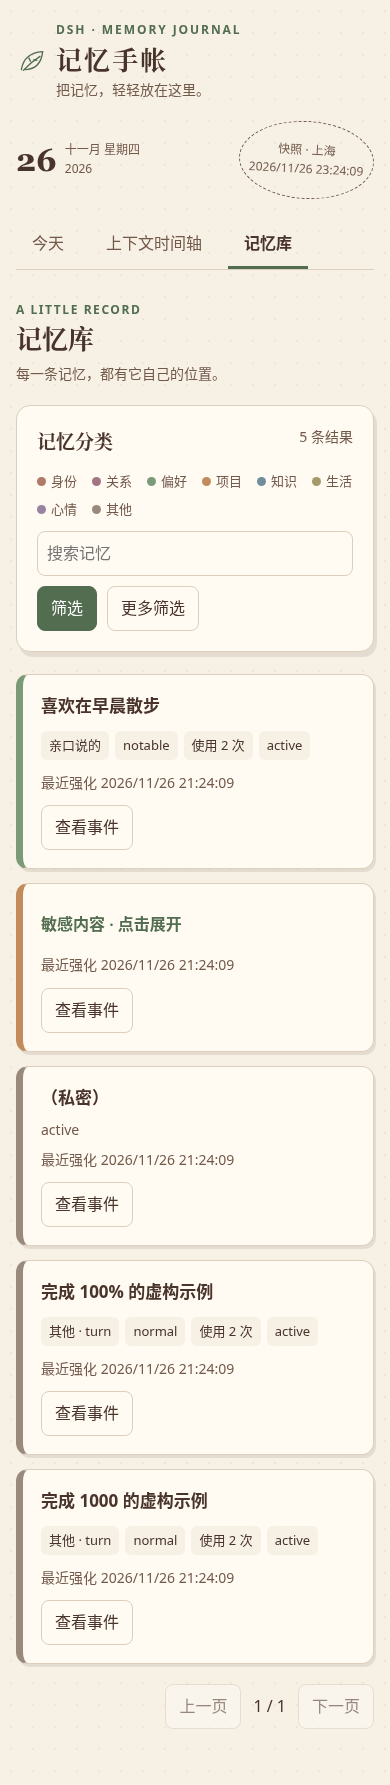 DSH · MEMORY JOURNAL
记忆手帐
把记忆，轻轻放在这里。
26
十一月 星期四
2026
快照 · 上海
2026/11/26 23:24:09
今天
上下文时间轴
记忆库
A LITTLE RECORD
记忆库
每一条记忆，都有它自己的位置。
记忆分类
5 条结果
身份 关系 偏好 项目 知识 生活
心情 其他
搜索记忆
筛选 更多筛选
喜欢在早晨散步
亲口说的 notable 使用 2 次 active
最近强化 2026/11/26 21:24:09
查看事件
敏感内容 · 点击展开
最近强化 2026/11/26 21:24:09
查看事件
（私密）
active
最近强化 2026/11/26 21:24:09
查看事件
完成 100% 的虚构示例
其他 · turn normal 使用 2 次 active
最近强化 2026/11/26 21:24:09
查看事件
完成 1000 的虚构示例
其他 · turn normal 使用 2 次 active
最近强化 2026/11/26 21:24:09
查看事件
上一页 1 / 1 下一页